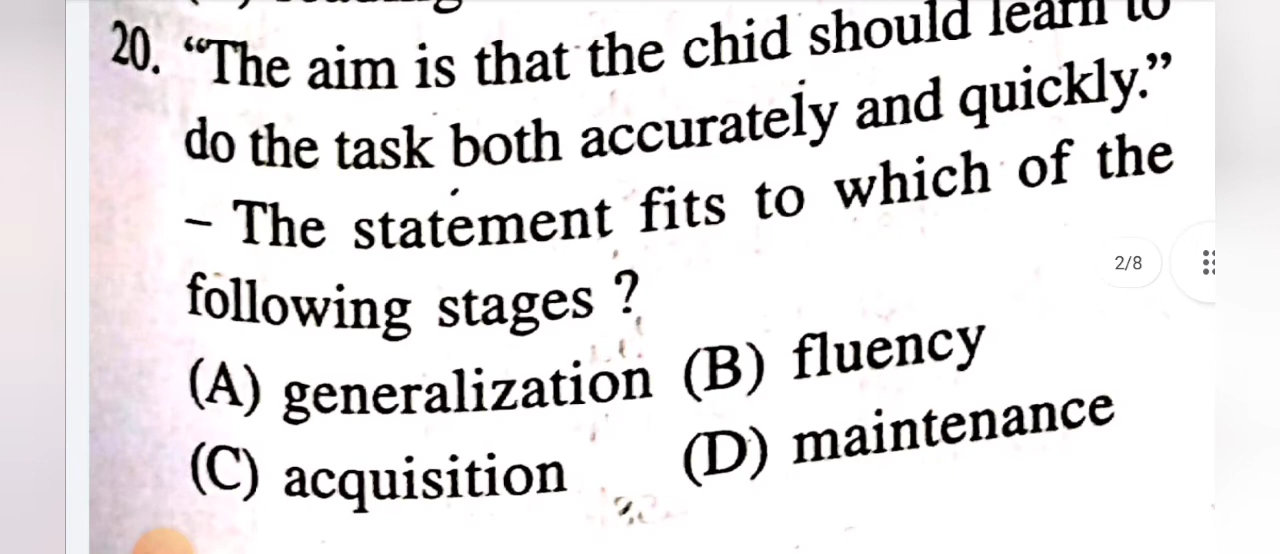 20. “The aim is that the chid should learn to
do the task both accurately and quickly.”
– The statement fits to which of the
following stages ?
(A) generalization (B) fluency
(C) acquisition (D) maintenance
2/8